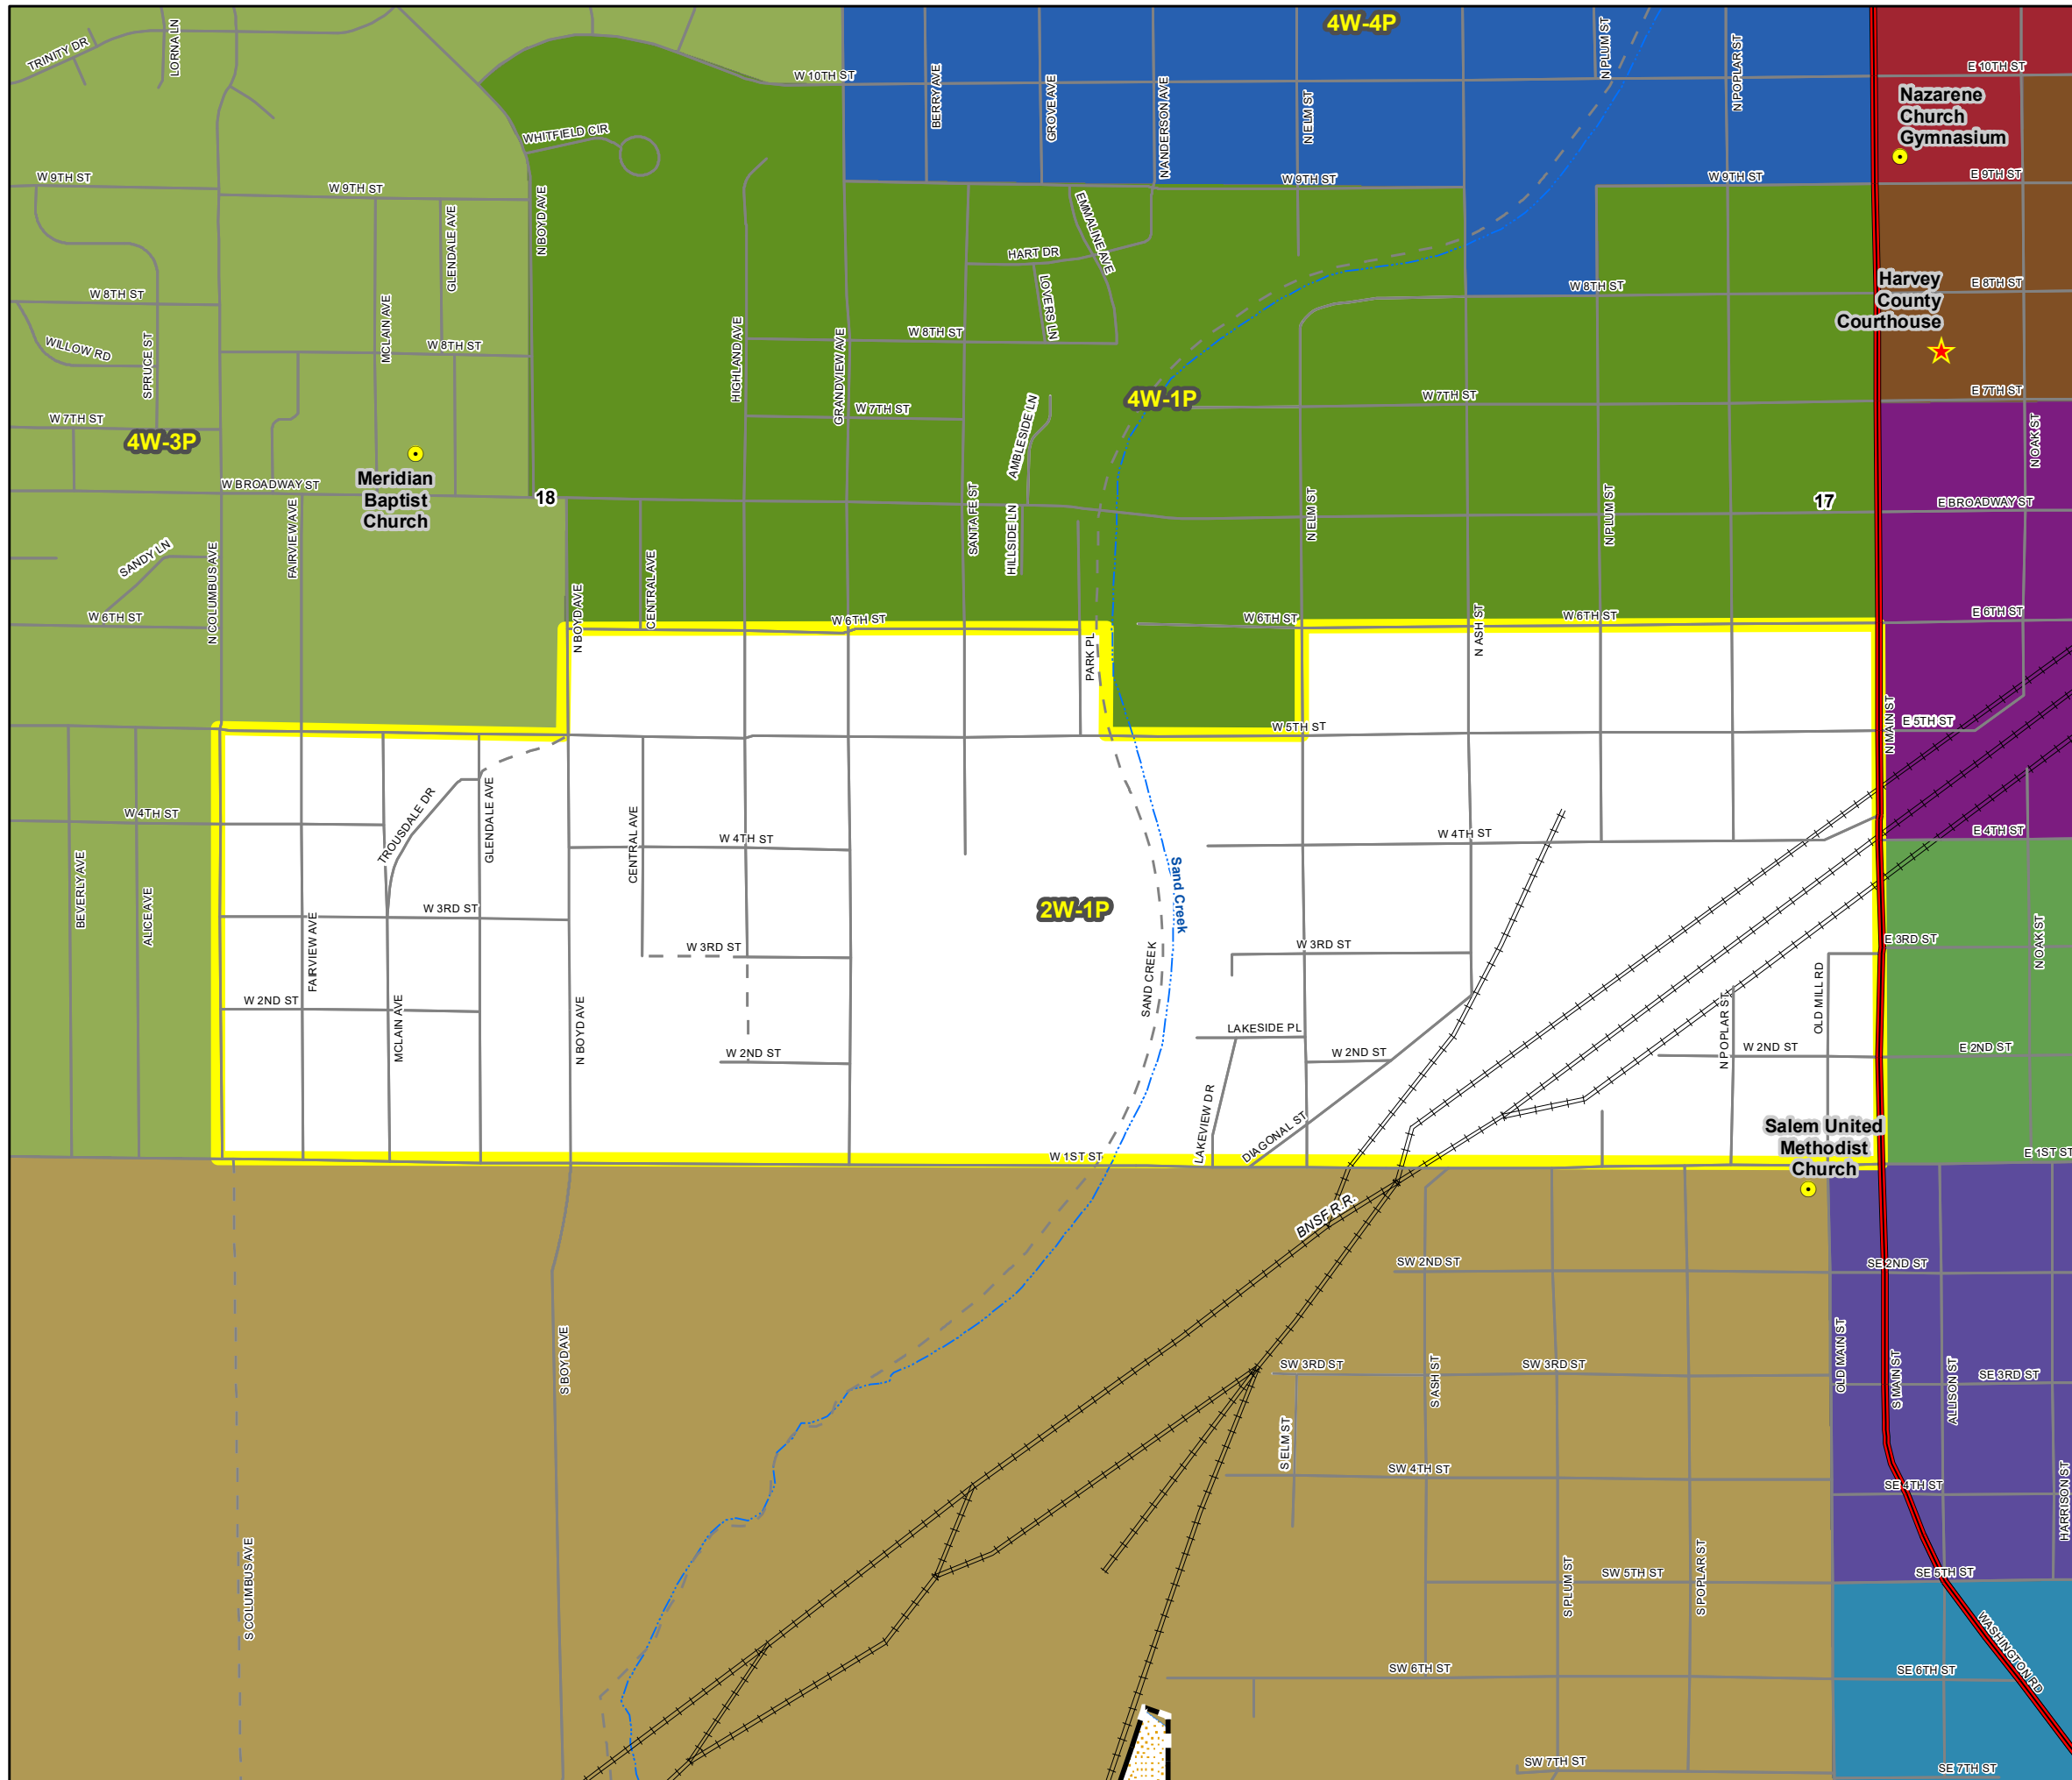 4W-4P
TRINITY DR
LORNA LN
W 10TH ST
BERRY AVE
GROVE AVE
N ANDERSON AVE
N ELM ST
N PLUM ST
N POPLAR ST
E 10TH ST
Nazarene
Church
Gymnasium
WHITFIELD CIR
W 9TH ST
W 9TH ST
W 9TH ST
W 9TH ST
E 9TH ST
N BOYD AVE
GLENDALE AVE
EMMALINE AVE
HART DR
LOVERS LN
W 8TH ST
WILLOW RD
SPRUCE ST
MCLAIN AVE
W 8TH ST
HIGHLAND AVE
GRANDVIEW AVE
W 8TH ST
W 8TH ST
E 8TH ST
Harvey
County
Courthouse
4W-1P
W 7TH ST
W 7TH ST
W 7TH ST
E 7TH ST
4W-3P
AMBLESIDE LN
N OAK ST
Meridian
Baptist
Church
W BROADWAY ST
18
17
E BROADWAY ST
FAIRVIEW AVE
SANTA FE ST
HILLSIDE LN
N ELM ST
N PLUM ST
SANDY LN
N COLUMBUS AVE
N BOYD AVE
CENTRAL AVE
W 6TH ST
W 6TH ST
W 6TH ST
W 6TH ST
E 6TH ST
N ASH ST
PARK PL
N MAIN ST
W 5TH ST
E 5TH ST
W 4TH ST
TROUSDALE DR
GLENDALE AVE
CENTRAL AVE
W 4TH ST
W 4TH ST
E 4TH ST
BEVERLY AVE
ALICE AVE
FAIRVIEW AVE
W 3RD ST
2W-1P
Sand Creek
SAND CREEK
W 3RD ST
W 3RD ST
E 3RD ST
N OAK ST
W 2ND ST
MCLAIN AVE
N BOYD AVE
W 2ND ST
LAKESIDE PL
W 2ND ST
N POPLAR ST
OLD MILL RD
W 2ND ST
E 2ND ST
LAKEVIEW DR
DIAGONAL ST
W 1ST ST
E 1ST ST
Salem United
Methodist
Church
BNSF R.R.
SW 2ND ST
SE 2ND ST
S BOYD AVE
SW 3RD ST
S ASH ST
SW 3RD ST
OLD MAIN ST
S MAIN ST
ALLISON ST
SE 3RD ST
S ELM ST
SW 4TH ST
SE 4TH ST
HARRISON ST
S COLUMBUS AVE
S PLUM ST
SW 5TH ST
S POPLAR ST
SE 5TH ST
WASHINGTON RD
SW 6TH ST
SE 6TH ST
SW 7TH ST
SE 7TH ST